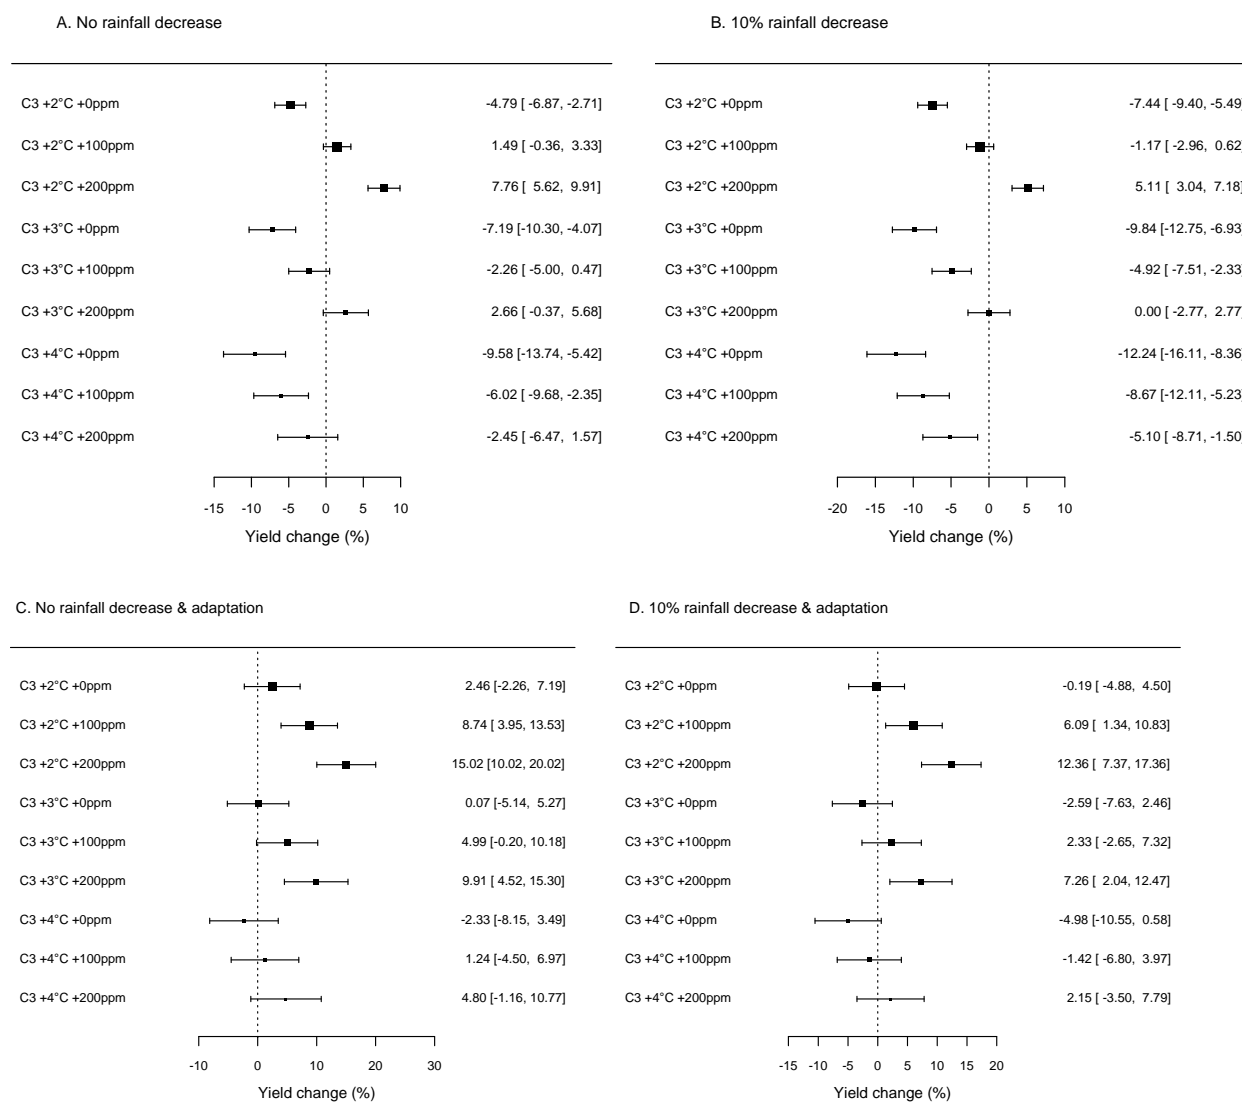 A. No rainfall decrease
C3 +2°C +0ppm -4.79 [ -6.87, -2.71]
C3 +2°C +100ppm 1.49 [ -0.36, 3.33]
C3 +2°C +200ppm 7.76 [ 5.62, 9.91]
C3 +3°C +0ppm -7.19 [-10.30, -4.07]
C3 +3°C +100ppm -2.26 [ -5.00, 0.47]
C3 +3°C +200ppm 2.66 [ -0.37, 5.68]
C3 +4°C +0ppm -9.58 [-13.74, -5.42]
C3 +4°C +100ppm -6.02 [ -9.68, -2.35]
C3 +4°C +200ppm -2.45 [ -6.47, 1.57]
-15 -10 -5 0 5 10
Yield change (%)
B. 10% rainfall decrease
C3 +2°C +0ppm -7.44 [ -9.40, -5.49]
C3 +2°C +100ppm -1.17 [ -2.96, 0.62]
C3 +2°C +200ppm 5.11 [ 3.04, 7.18]
C3 +3°C +0ppm -9.84 [-12.75, -6.93]
C3 +3°C +100ppm -4.92 [ -7.51, -2.33]
C3 +3°C +200ppm 0.00 [ -2.77, 2.77]
C3 +4°C +0ppm -12.24 [-16.11, -8.36]
C3 +4°C +100ppm -8.67 [-12.11, -5.23]
C3 +4°C +200ppm -5.10 [ -8.71, -1.50]
-20 -15 -10 -5 0 5 10
Yield change (%)
C. No rainfall decrease & adaptation
C3 +2°C +0ppm 2.46 [-2.26, 7.19]
C3 +2°C +100ppm 8.74 [ 3.95, 13.53]
C3 +2°C +200ppm 15.02 [10.02, 20.02]
C3 +3°C +0ppm 0.07 [-5.14, 5.27]
C3 +3°C +100ppm 4.99 [-0.20, 10.18]
C3 +3°C +200ppm 9.91 [ 4.52, 15.30]
C3 +4°C +0ppm -2.33 [-8.15, 3.49]
C3 +4°C +100ppm 1.24 [-4.50, 6.97]
C3 +4°C +200ppm 4.80 [-1.16, 10.77]
-10 0 10 20 30
Yield change (%)
D. 10% rainfall decrease & adaptation
C3 +2°C +0ppm -0.19 [ -4.88, 4.50]
C3 +2°C +100ppm 6.09 [ 1.34, 10.83]
C3 +2°C +200ppm 12.36 [ 7.37, 17.36]
C3 +3°C +0ppm -2.59 [ -7.63, 2.46]
C3 +3°C +100ppm 2.33 [ -2.65, 7.32]
C3 +3°C +200ppm 7.26 [ 2.04, 12.47]
C3 +4°C +0ppm -4.98 [-10.55, 0.58]
C3 +4°C +100ppm -1.42 [ -6.80, 3.97]
C3 +4°C +200ppm 2.15 [ -3.50, 7.79]
-15 -10 -5 0 5 10 15 20
Yield change (%)